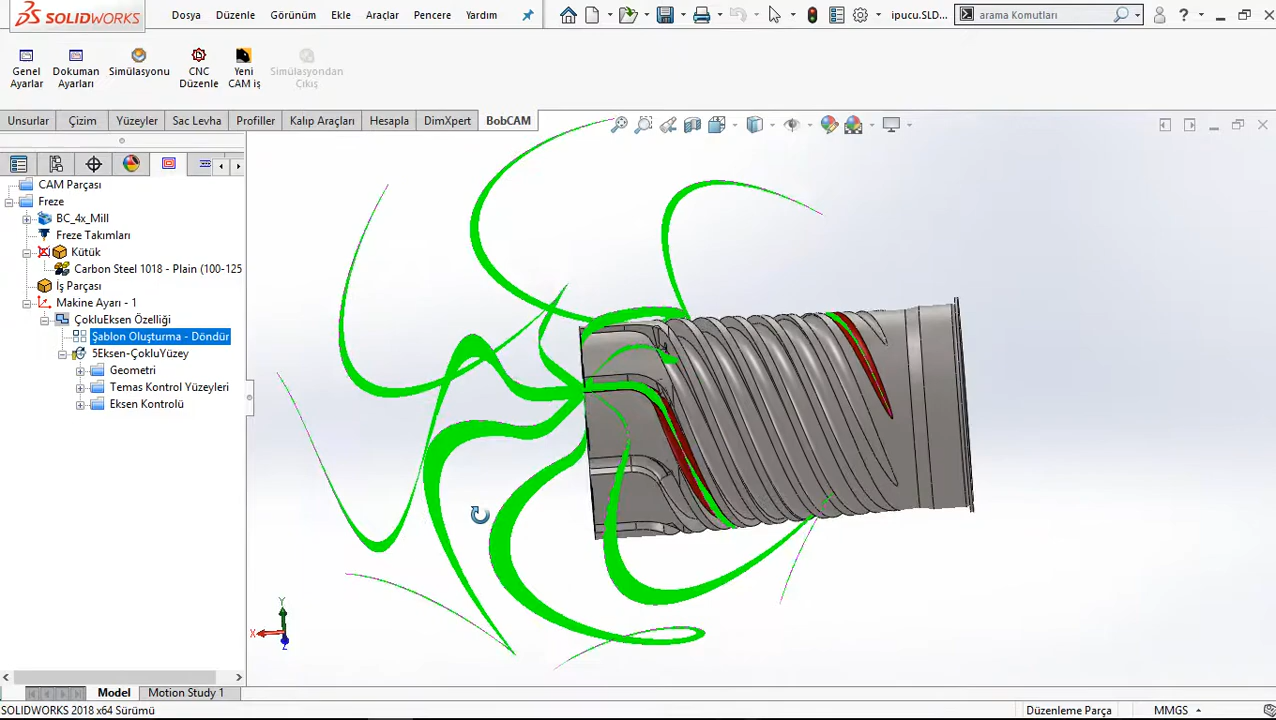 SOLIDWORKS
Dosya Düzenle Görünüm Ekle Araçlar Pencere Yardım
ipucu.SLD...
arama Komutları
?
Genel Ayarlar
Dokuman Ayarları
Simülasyonu
CNC Düzenle
Yeni CAM iş
Simülasyondan Çıkış
Unsurlar Çizim Yüzeyler Sac Levha Profiller Kalıp Araçları Hesapla DimXpert BobCAM
CAM Parçası
Freze
BC_4x_Mill
Freze Takımları
Kütük
Carbon Steel 1018 - Plain (100-125
İş Parçası
Makine Ayarı - 1
ÇokluEksen Özelliği
Şablon Oluşturma - Döndür
5Eksen-ÇokluYüzey
Geometri
Temas Kontrol Yüzeyleri
Eksen Kontrolü
Y
X
Z
Model Motion Study 1
SOLIDWORKS 2018 x64 Sürümü
Düzenleme Parça
MMGS